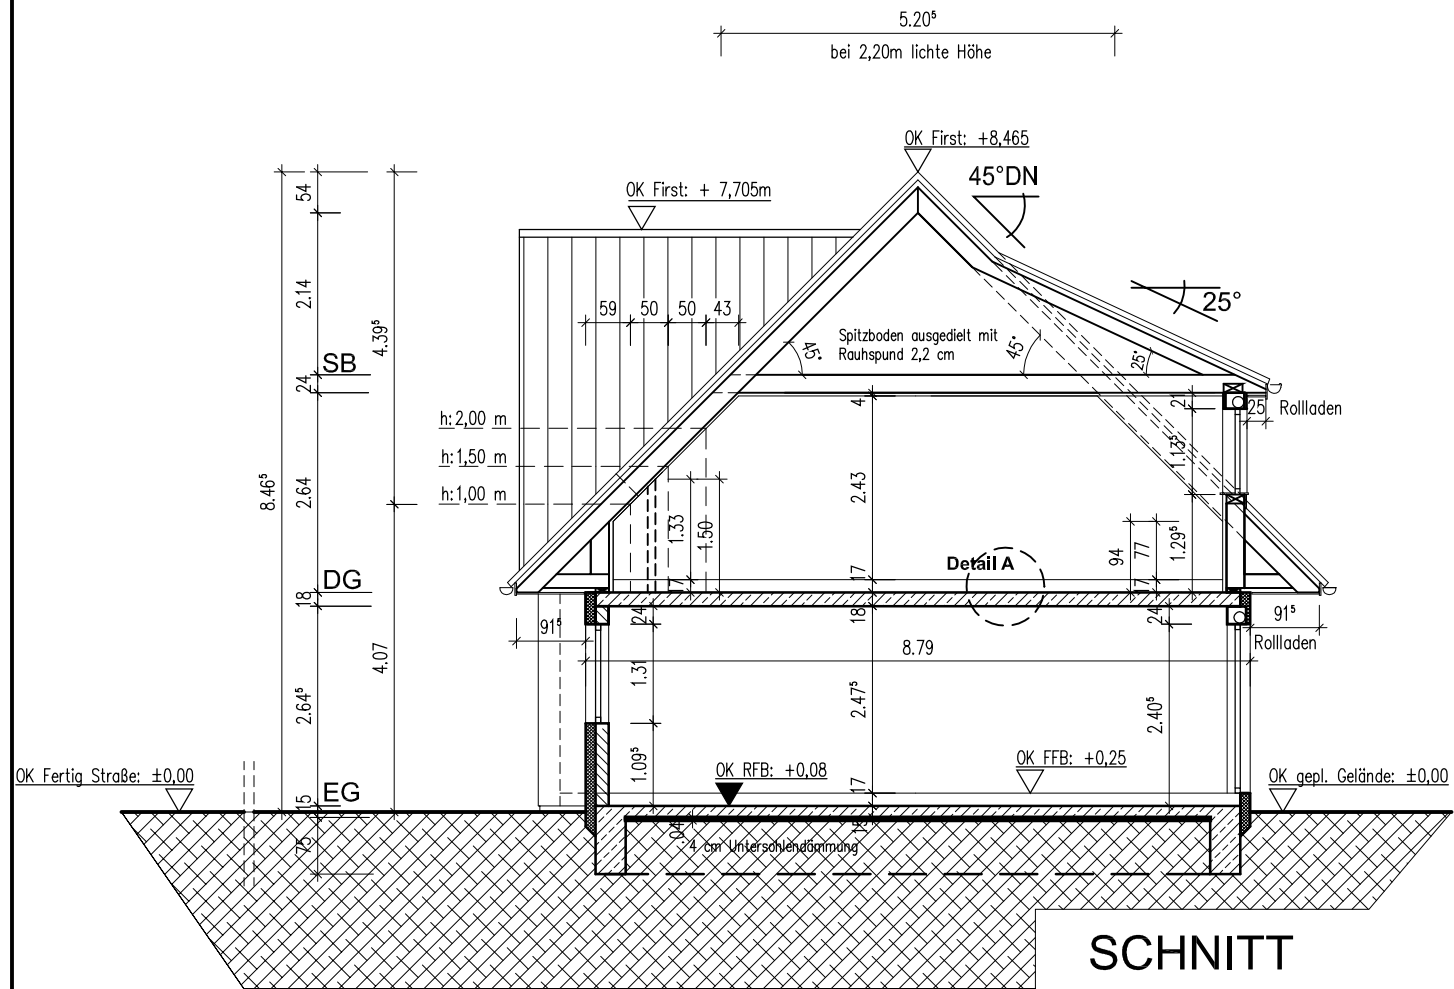 5.20⁵
bei 2,20m lichte Höhe
OK First: +8,465
45°DN
OK First: + 7,705m
54
2.14
4.39⁵
25°
59 50 50 43
Spitzboden ausgedielt mit
Rauhspund 2,2 cm
45°
45°
25°
SB
24
4
21
25 Rollladen
h: 2,00 m
h: 1,50 m
h: 1,00 m
8.46⁵
2.64
2.43
1.13⁵
1.33
1.50
94
77
1.29⁵
Detail A
DG
17
17
17
18
24
18
24
91⁵
91⁵
Rollladen
8.79
4.07
2.64⁵
1.31
2.47⁵
2.40⁵
1.09⁵
OK Fertig Straße: ±0,00
OK RFB: +0,08
OK FFB: +0,25
OK gepl. Gelände: ±0,00
EG
15
17
15
75
.04
4 cm Untersohlendämmung
SCHNITT